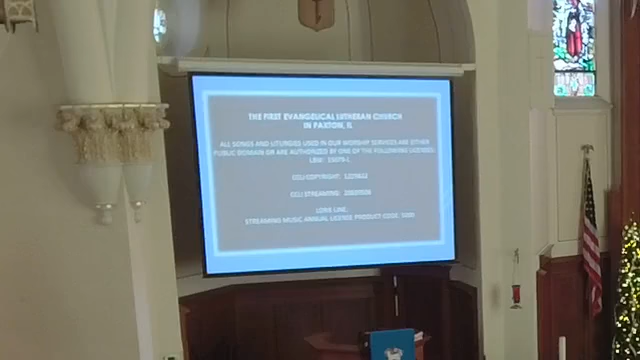 THE FIRST EVANGELICAL LUTHERAN CHURCH
IN PAXTON, IL
ALL SONGS AND LITURGIES USED IN OUR WORSHIP SERVICES ARE EITHER
PUBLIC DOMAIN OR ARE AUTHORIZED BY ONE OF THE FOLLOWING LICENSES:
CCLI COPYRIGHT:
CCLI STREAMING:
STREAMING MUSIC ANNUAL LICENSE PRODUCT CODE: